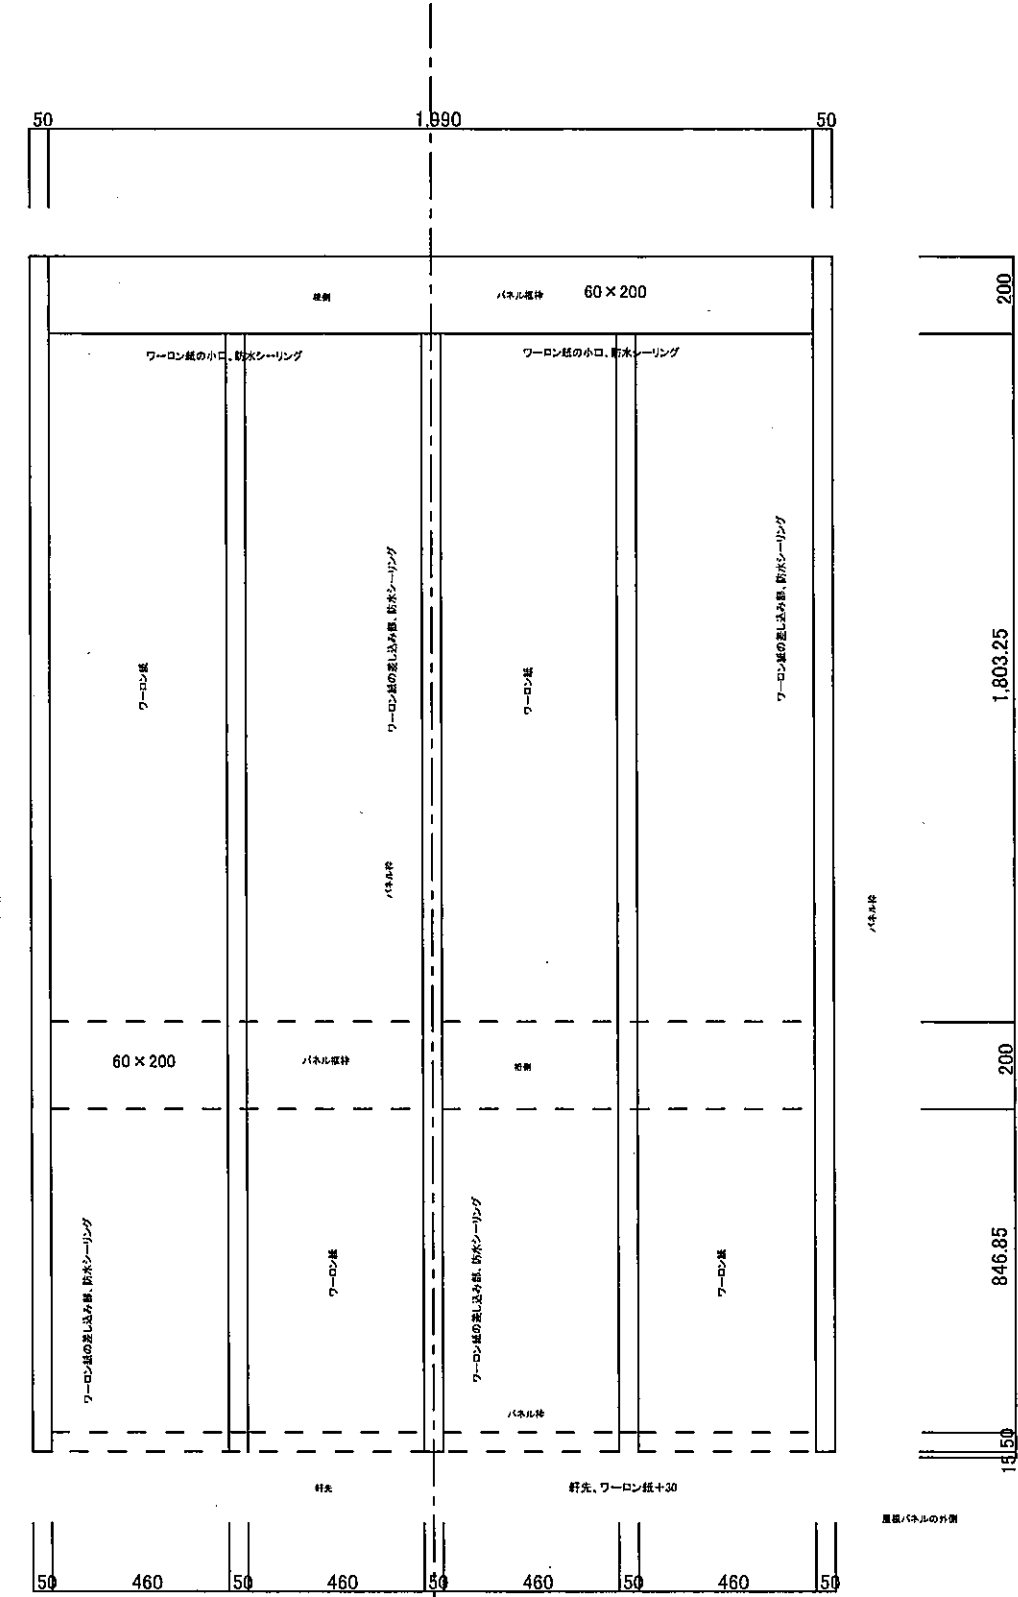 50
1,990
50
棟側
パネル框枠
60×200
200
ワーロン紙の小口、防水シーリング
ワーロン紙の小口、防水シーリング
ワーロン紙の差し込み部、防水シーリング
ワーロン紙の差し込み部、防水シーリング
ワーロン紙
ワーロン紙
1,803.25
パネル枠
パネル枠
60×200
パネル框枠
桁側
200
ワーロン紙の差し込み部、防水シーリング
ワーロン紙
ワーロン紙の差し込み部、防水シーリング
ワーロン紙
846.85
パネル枠
15,50
軒先
軒先、ワーロン紙+30
屋根パネルの外側
50
460
50
460
50
460
50
460
50